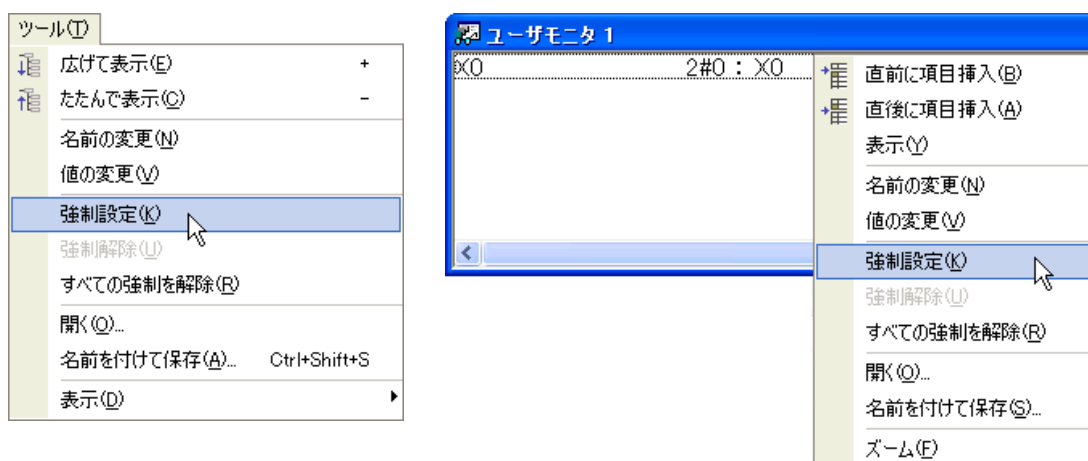 ツール(T)
広げて表示(E) +
たたんで表示(C) -
名前の変更(N)
値の変更(V)
強制設定(K)
強制解除(U)
すべての強制を解除(R)
開く(O)...
名前を付けて保存(A)... Ctrl+Shift+S
表示(D)
ユーザモニタ 1
X0 2#0 : X0
直前に項目挿入(B)
直後に項目挿入(A)
表示(Y)
名前の変更(N)
値の変更(V)
強制設定(K)
強制解除(U)
すべての強制を解除(R)
開く(O)...
名前を付けて保存(S)...
ズーム(F)